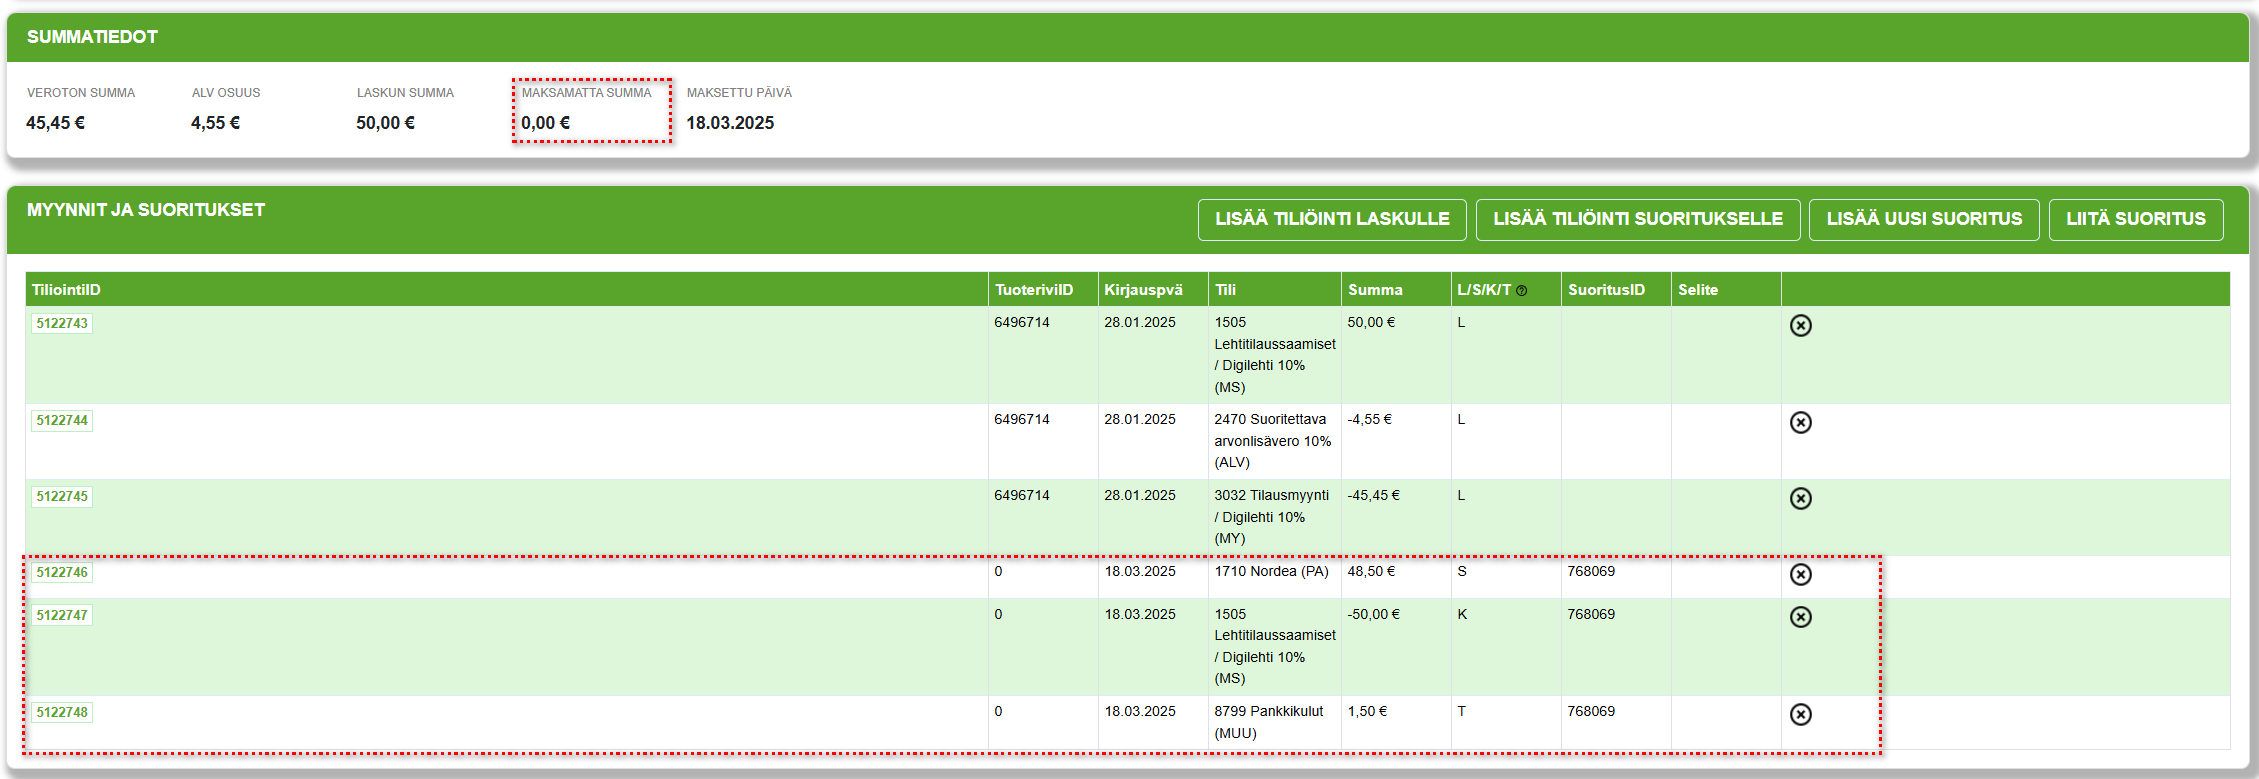 SUMMATIEDOT
VEROTON SUMMA ALV OSUUS LASKUN SUMMA MAKSAMATTA SUMMA MAKSETTU PÄIVÄ
45,45 € 4,55 € 50,00 € 0,00 € 18.03.2025
MYYNNIT JA SUORITUKSET LISÄÄ TILIÖINTI LASKULLE LISÄÄ TILIÖINTI SUORITUKSELLE LISÄÄ UUSI SUORITUS LIITÄ SUORITUS
TiliointiID TuoteriviID Kirjauspvä Tili Summa L/S/K/T SuoritusID Selite
5122743 6496714 28.01.2025 1505 50,00 € L
Lehtitilaussaamiset
/ Digilehti 10%
(MS)
5122744 6496714 28.01.2025 2470 Suoritettava -4,55 € L
arvonlisävero 10%
(ALV)
5122745 6496714 28.01.2025 3032 Tilausmyynti -45,45 € L
/ Digilehti 10%
(MY)
5122746 0 18.03.2025 1710 Nordea (PA) 48,50 € S 768069
5122747 0 18.03.2025 1505 -50,00 € K 768069
Lehtitilaussaamiset
/ Digilehti 10%
(MS)
5122748 0 18.03.2025 8799 Pankkikulut 1,50 € T 768069
(MUU)